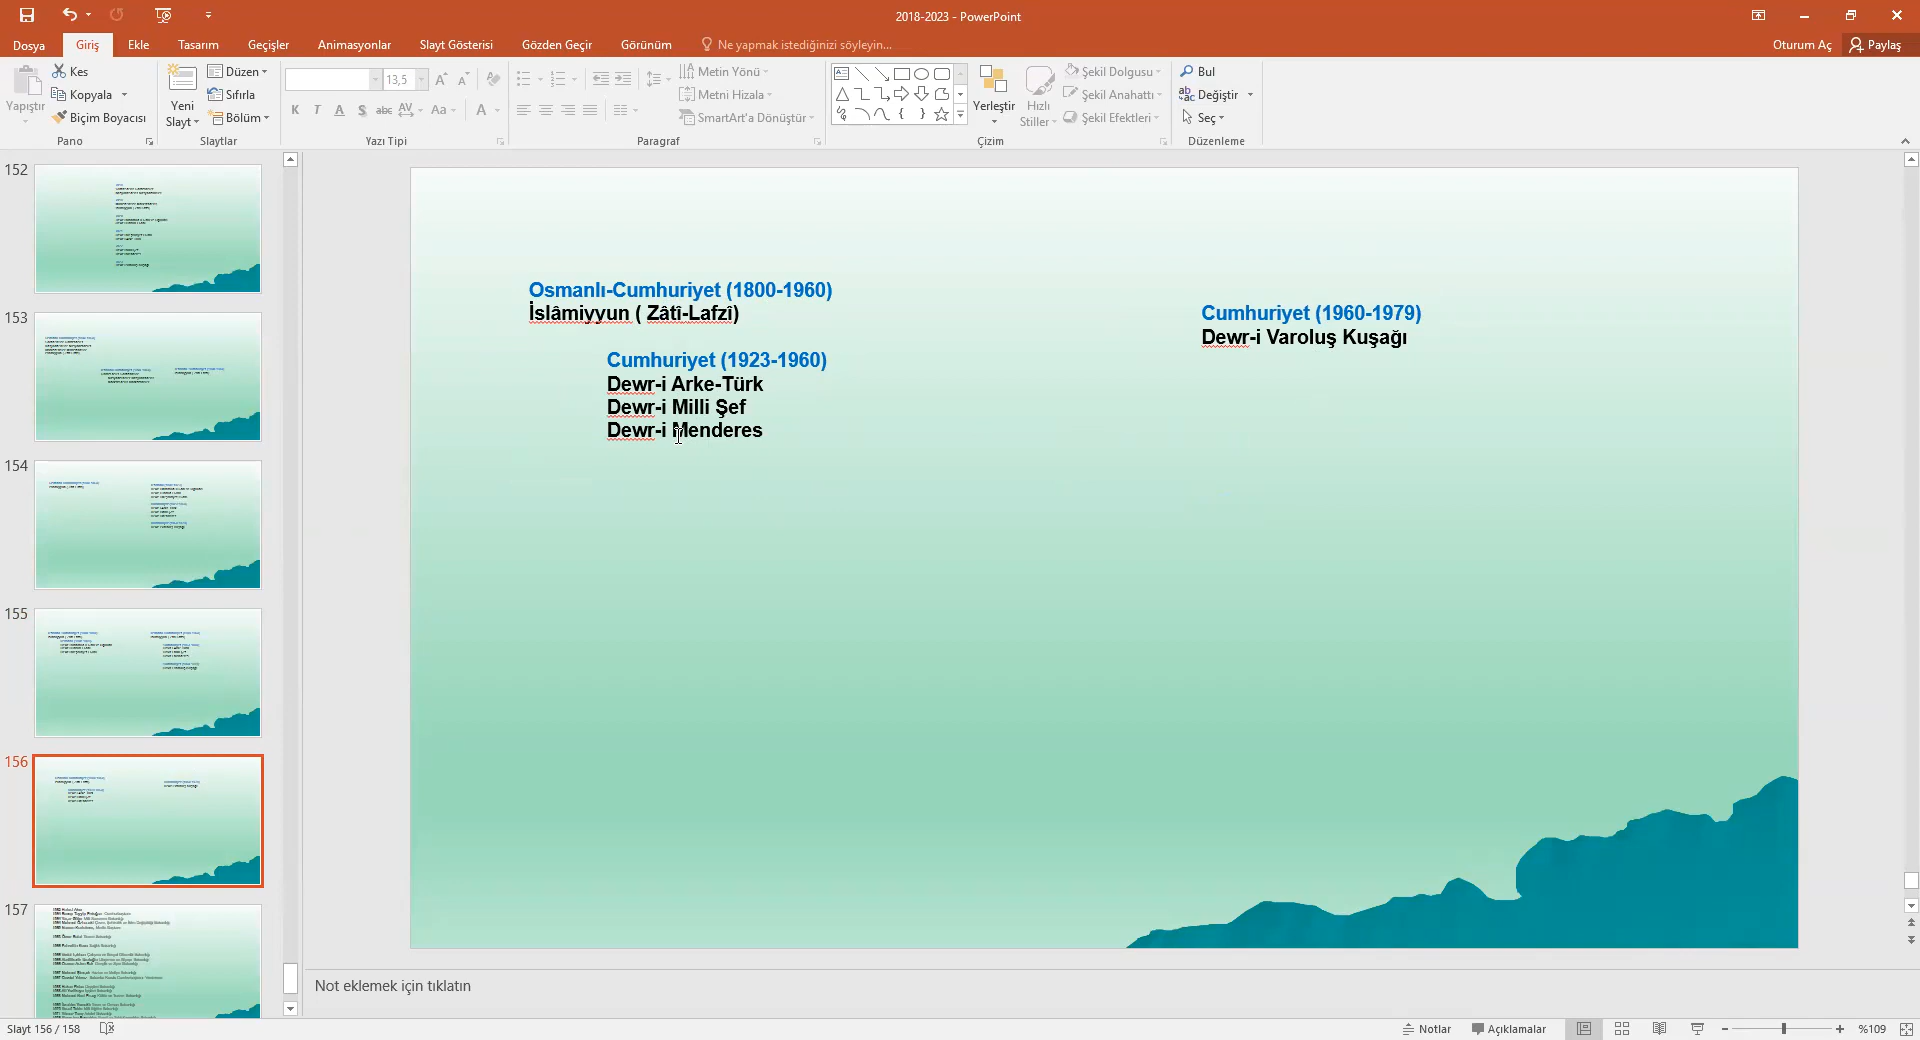 2018-2023 - PowerPoint
Dosya Giriş Ekle Tasarım Geçişler Animasyonlar Slayt Gösterisi Gözden Geçir Görünüm Ne yapmak istediğinizi söyleyin... Oturum Aç Paylaş
Yapıştır
Kes
Kopyala
Biçim Boyacısı
Pano
Yeni Slayt
Düzen
Sıfırla
Bölüm
Slaytlar
13,5
Yazı Tipi
Metin Yönü
Metni Hizala
SmartArt'a Dönüştür
Paragraf
Yerleştir
Hızlı Stiller
Şekil Dolgusu
Şekil Anahattı
Şekil Efektleri
Çizim
Bul
Değiştir
Seç
Düzenleme
152
153
154
155
156
157
Osmanlı-Cumhuriyet (1800-1960)
İslâmiyyun ( Zâtî-Lafzî)
Cumhuriyet (1923-1960)
Dewr-i Arke-Türk
Dewr-i Milli Şef
Dewr-i Menderes
Cumhuriyet (1960-1979)
Dewr-i Varoluş Kuşağı
Not eklemek için tıklatın
Slayt 156 / 158
Notlar Açıklamalar %109